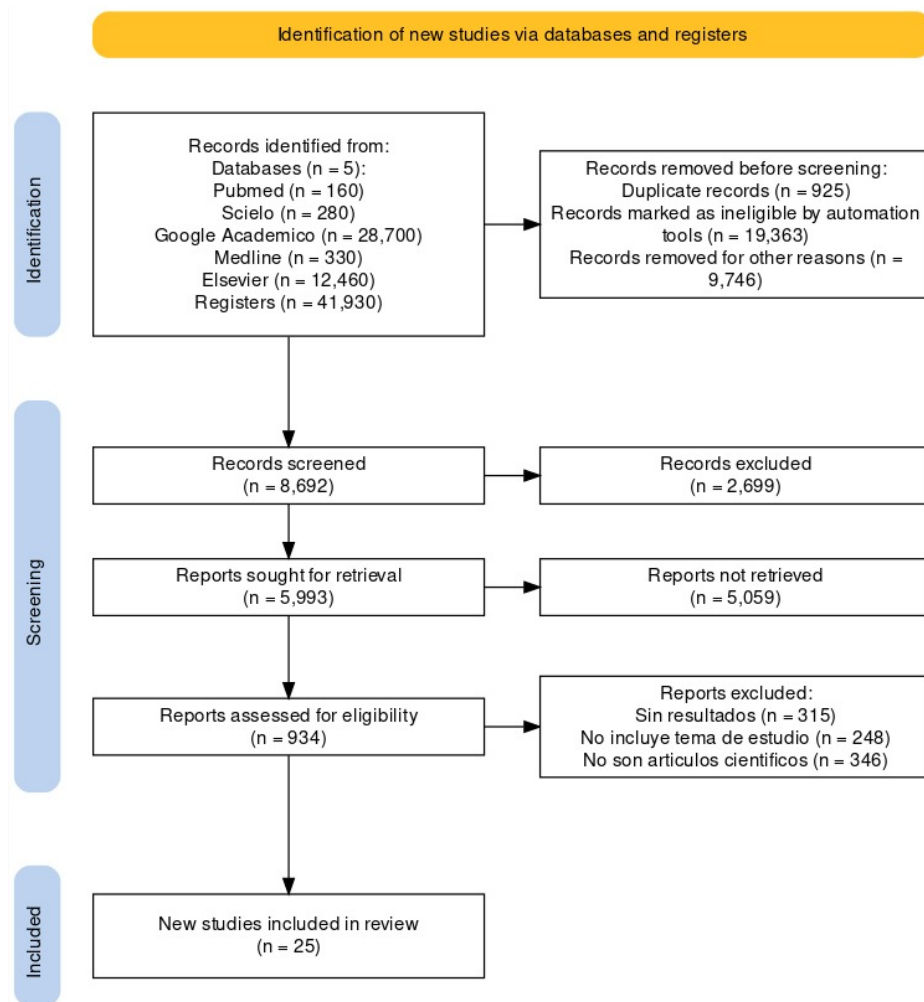 Identification of new studies via databases and registers
Identification
Records identified from:
Databases (n = 5):
Pubmed (n = 160)
Scielo (n = 280)
Google Academico (n = 28,700)
Medline (n = 330)
Elsevier (n = 12,460)
Registers (n = 41,930)
Records removed before screening:
Duplicate records (n = 925)
Records marked as ineligible by automation
tools (n = 19,363)
Records removed for other reasons (n =
9,746)
Screening
Records screened
(n = 8,692)
Records excluded
(n = 2,699)
Reports sought for retrieval
(n = 5,993)
Reports not retrieved
(n = 5,059)
Reports assessed for eligibility
(n = 934)
Reports excluded:
Sin resultados (n = 315)
No incluye tema de estudio (n = 248)
No son articulos cientificos (n = 346)
Included
New studies included in review
(n = 25)